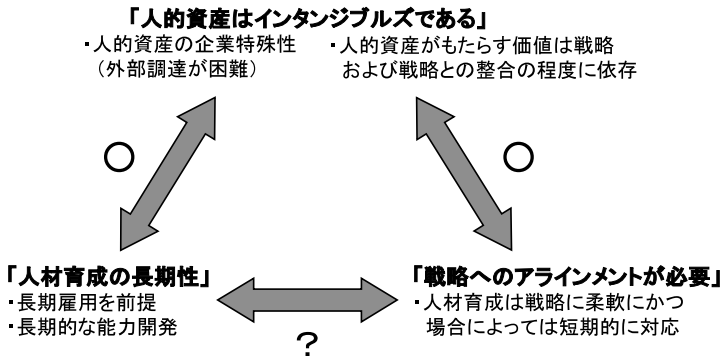 「人的資産はインタンジブルズである」
・人的資産の企業特殊性
（外部調達が困難）
・人的資産がもたらす価値は戦略
および戦略との整合の程度に依存
○
○
「人材育成の長期性」
・長期雇用を前提
・長期的な能力開発
「戦略へのアラインメントが必要」
・人材育成は戦略に柔軟にかつ
場合によっては短期的に対応
？